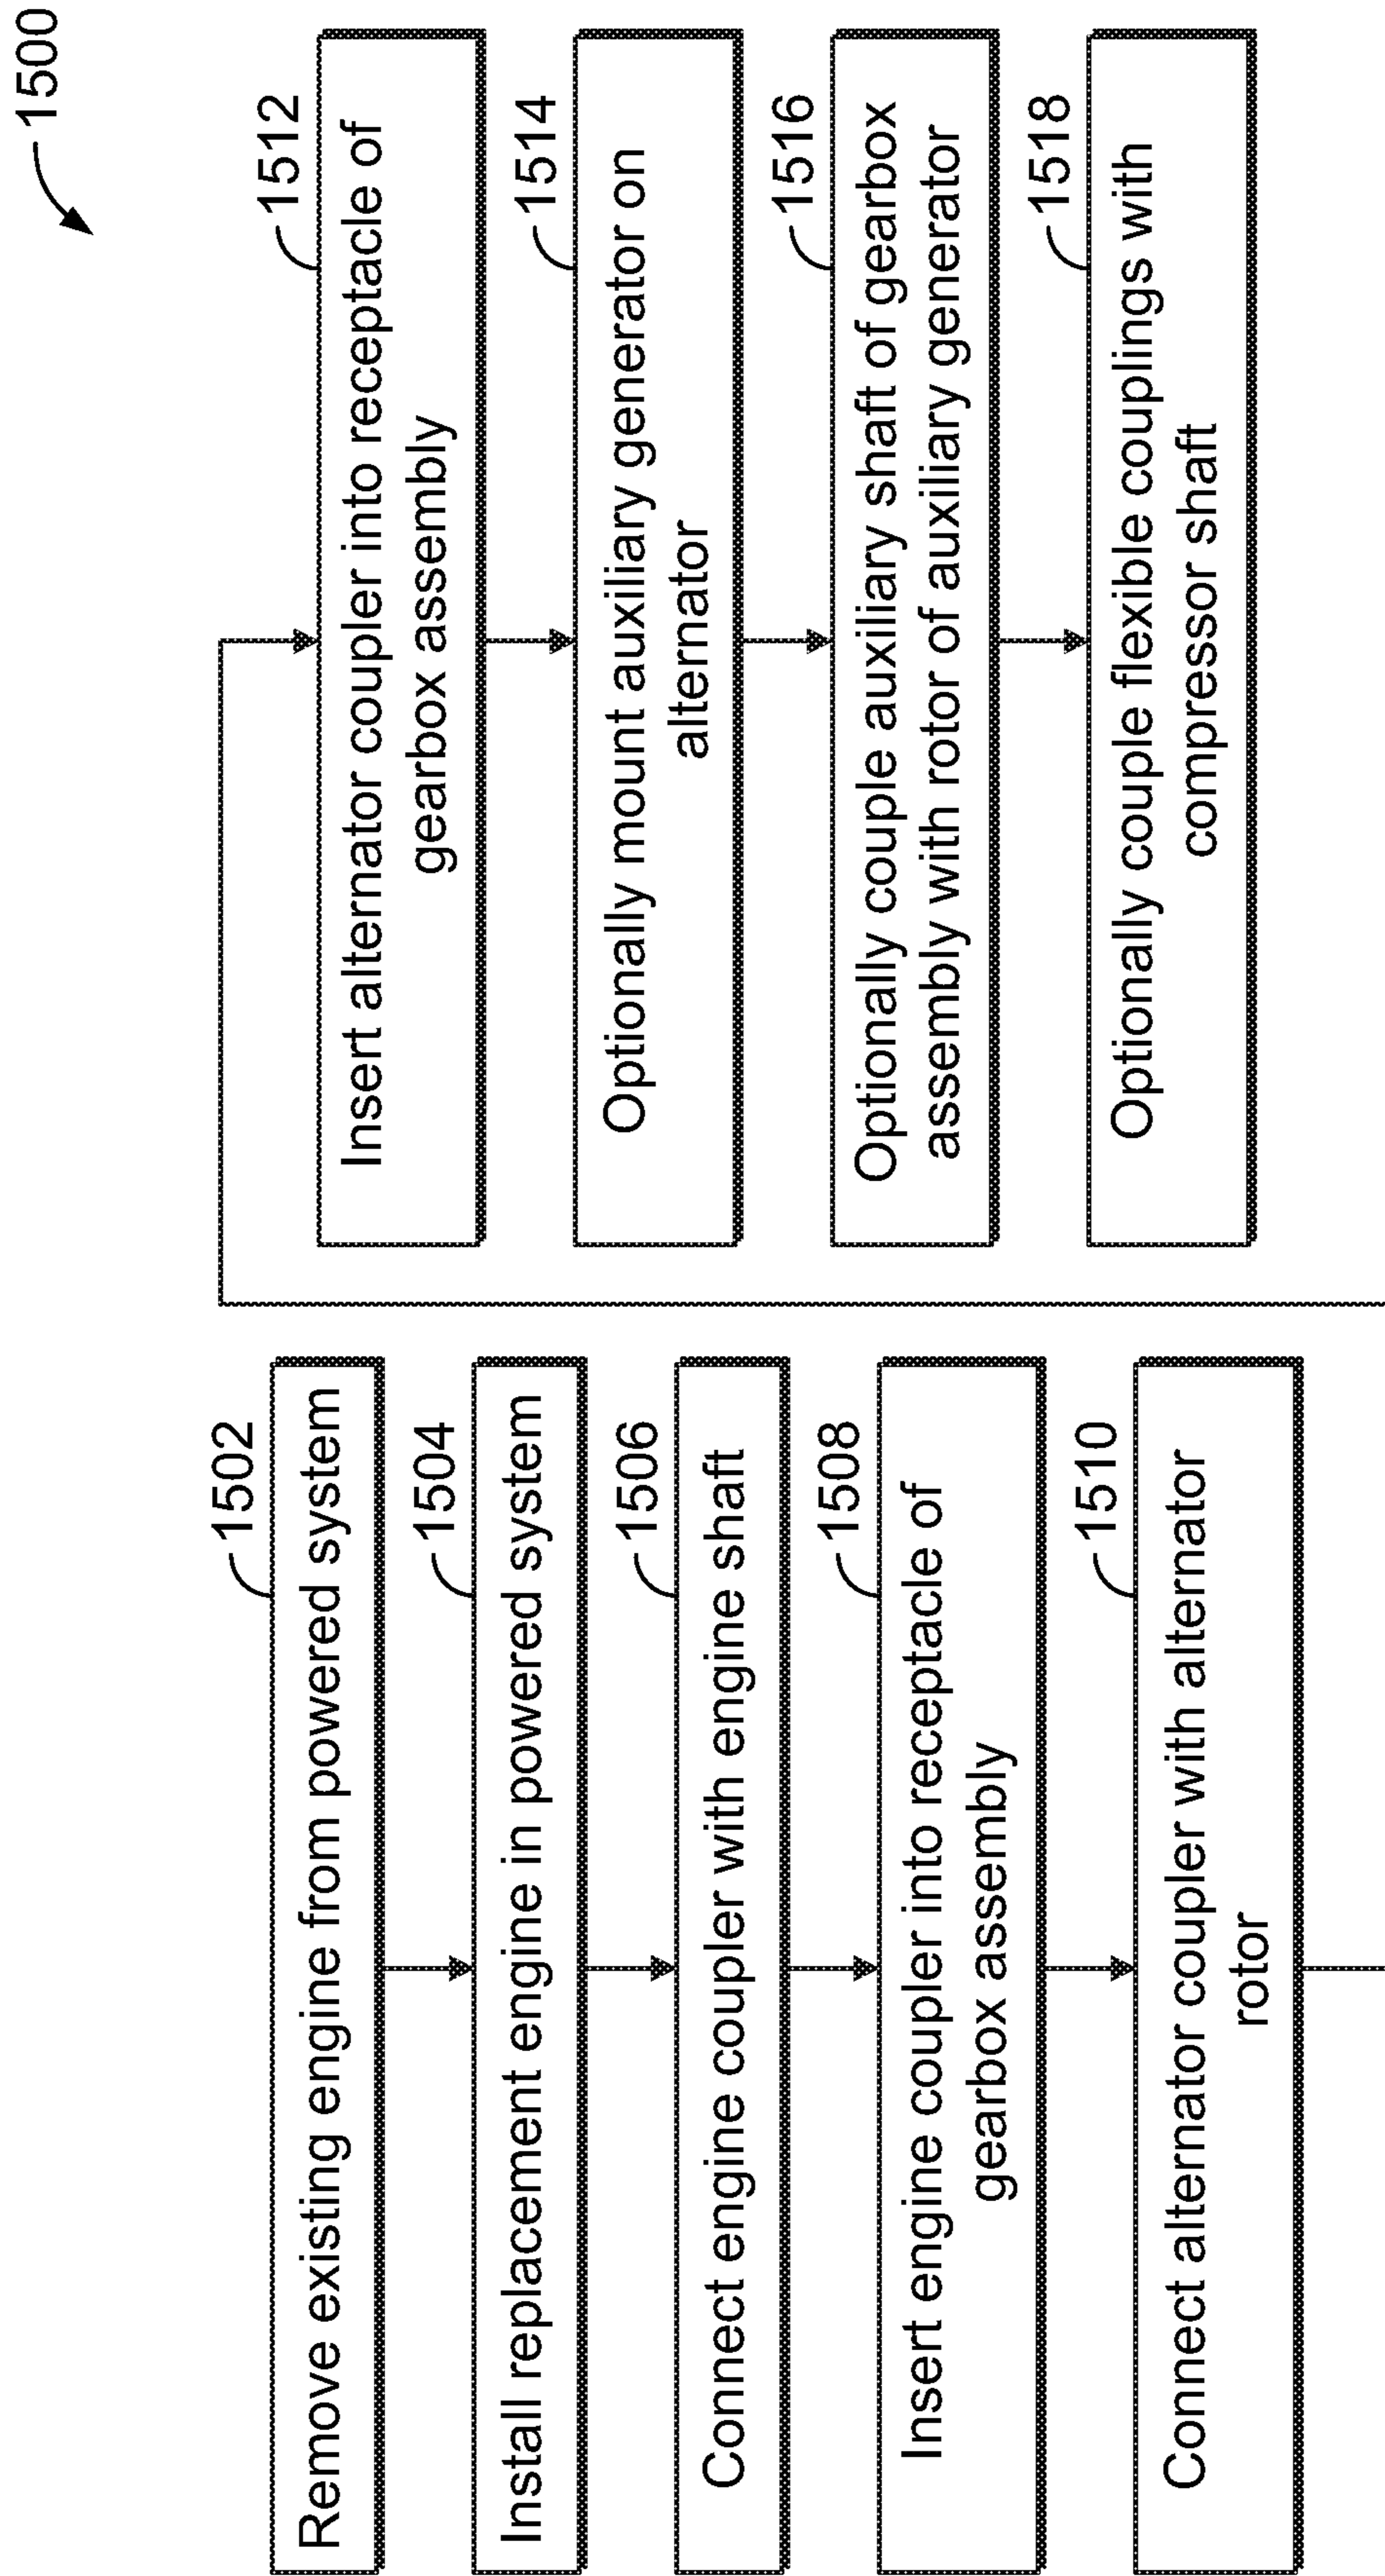 1500
1502
Remove existing engine from powered system
1504
Install replacement engine in powered system
1506
Connect engine coupler with engine shaft
1508
Insert engine coupler into receptacle of
gearbox assembly
1510
Connect alternator coupler with alternator
rotor
1512
Insert alternator coupler into receptacle of
gearbox assembly
1514
Optionally mount auxiliary generator on
alternator
1516
Optionally couple auxiliary shaft of gearbox
assembly with rotor of auxiliary generator
1518
Optionally couple flexible couplings with
compressor shaft